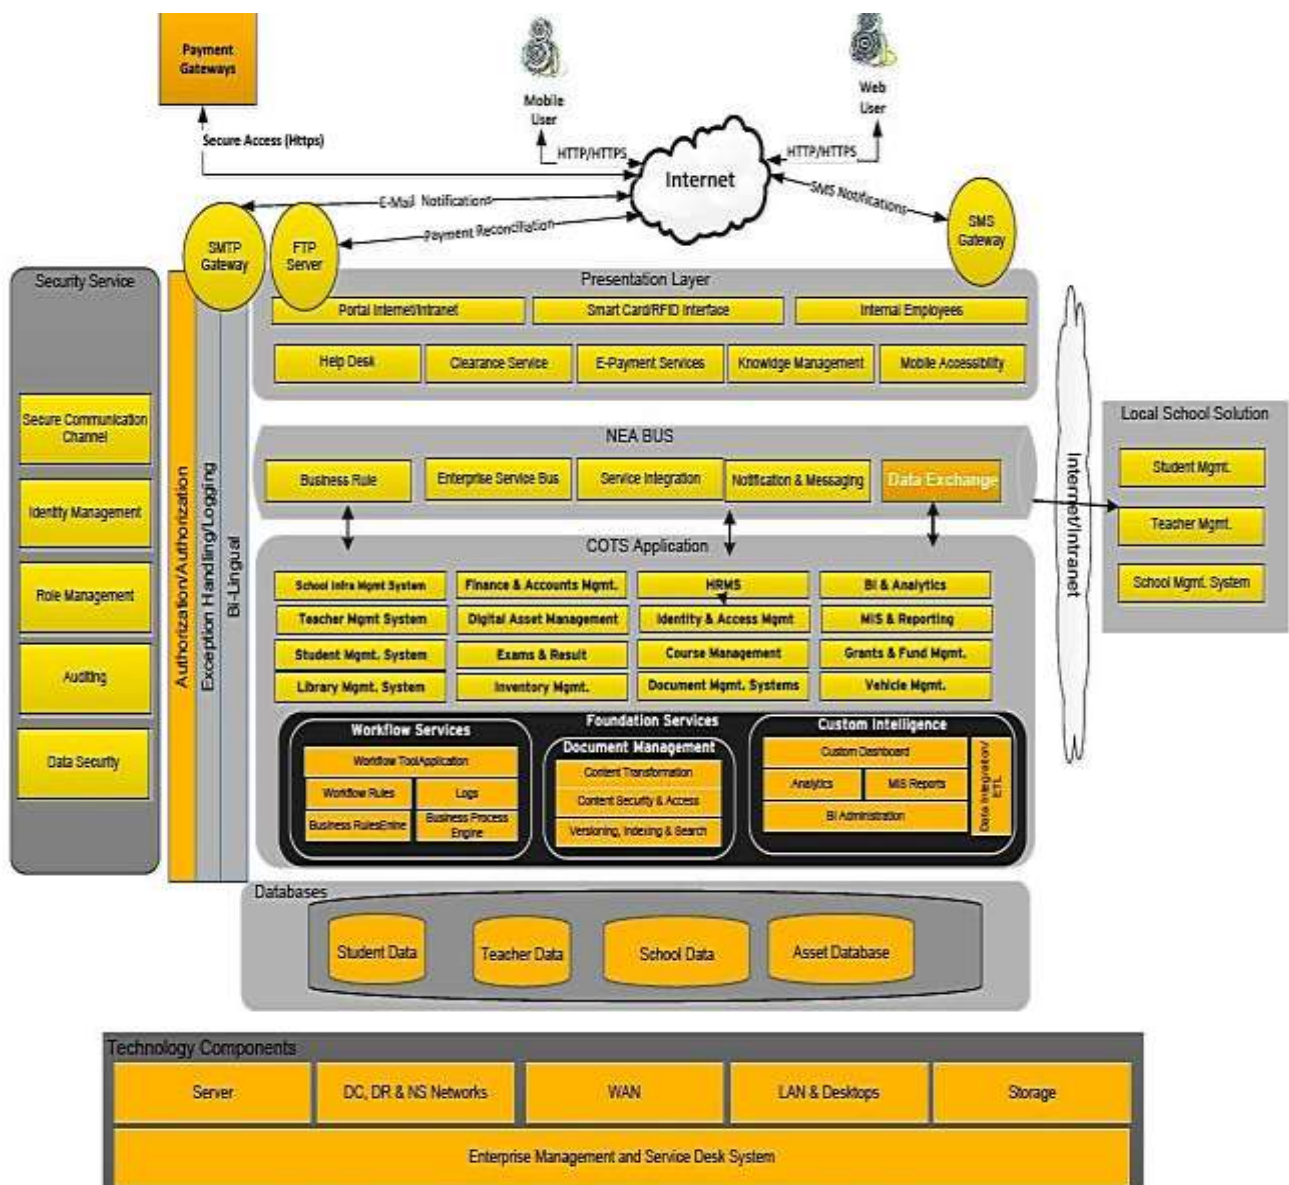 Payment
Gateways
Mobile
User
Web
User
Secure Access (Https)
HTTP/HTTPS
HTTP/HTTPS
Internet
E-Mail Notifications
SMS Notifications
Payment Reconciliation
SMTP
Gateway
FTP
Server
SMS
Gateway
Security Service
Secure Communication
Channel
Identity Management
Role Management
Auditing
Data Security
Authorization/Authorization
Exception Handling/Logging
Bi-Lingual
Presentation Layer
Portal Internet/Intranet
Smart Card/RFID Interface
Internal Employees
Help Desk
Clearance Service
E-Payment Services
Knowldge Management
Mobile Accessibility
NEA BUS
Business Rule
Enterprise Service Bus
Service Integration
Notification & Messaging
Data Exchange
Internet/Intranet
Local School Solution
Student Mgmt.
Teacher Mgmt.
School Mgmt. System
COTS Application
School Infra Mgmt System
Finance & Accounts Mgmt.
HRMS
BI & Analytics
Teacher Mgmt System
Digital Asset Management
Identity & Access Mgmt
MIS & Reporting
Student Mgmt. System
Exams & Result
Course Management
Grants & Fund Mgmt.
Library Mgmt. System
Inventory Mgmt.
Document Mgmt. Systems
Vehicle Mgmt.
Foundation Services
Workflow Services
Workflow ToolApplication
Workflow Rules
Logs
Business RulesEnine
Business Process
Engine
Document Management
Content Transformation
Content Security & Access
Versioning, Indexing & Search
Custom Intelligence
Custom Dashboard
Analytics
MIS Reports
BI Administration
Data Integration/
ETL
Databases
Student Data
Teacher Data
School Data
Asset Database
Technology Components
Server
DC, DR & NS Networks
WAN
LAN & Desktops
Storage
Enterprise Management and Service Desk System